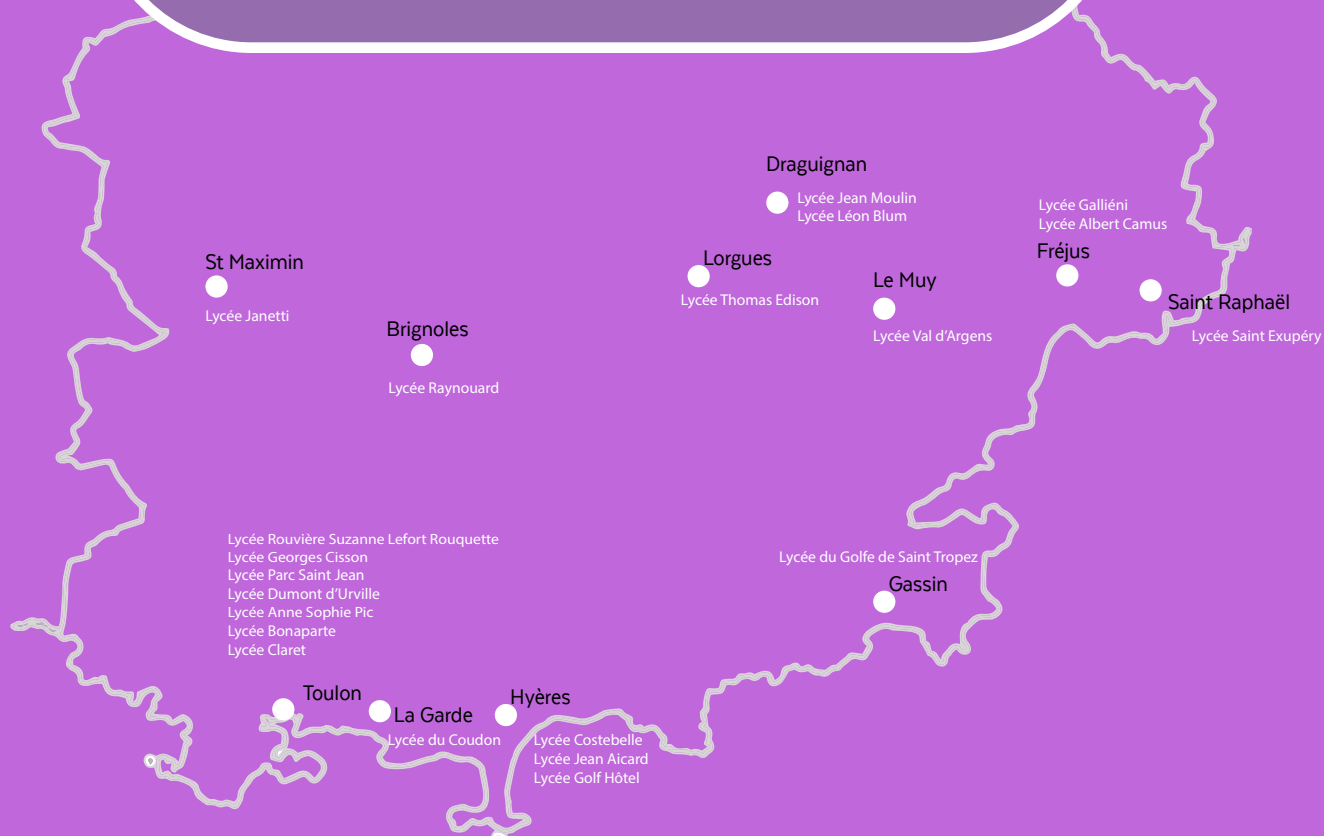 Draguignan
Lycée Jean Moulin
Lycée Léon Blum
Lycée Galliéni
Lycée Albert Camus
Fréjus
St Maximin
Lycée Janetti
Lorgues
Lycée Thomas Edison
Le Muy
Lycée Val d'Argens
Saint Raphaël
Lycée Saint Exupéry
Brignoles
Lycée Raynouard
Lycée Rouvière Suzanne Lefort Rouquette
Lycée Georges Cisson
Lycée Parc Saint Jean
Lycée Dumont d'Urville
Lycée Anne Sophie Pic
Lycée Bonaparte
Lycée Claret
Toulon
Lycée du Golfe de Saint Tropez
Gassin
La Garde
Lycée du Coudon
Hyères
Lycée Costebelle
Lycée Jean Aicard
Lycée Golf Hôtel